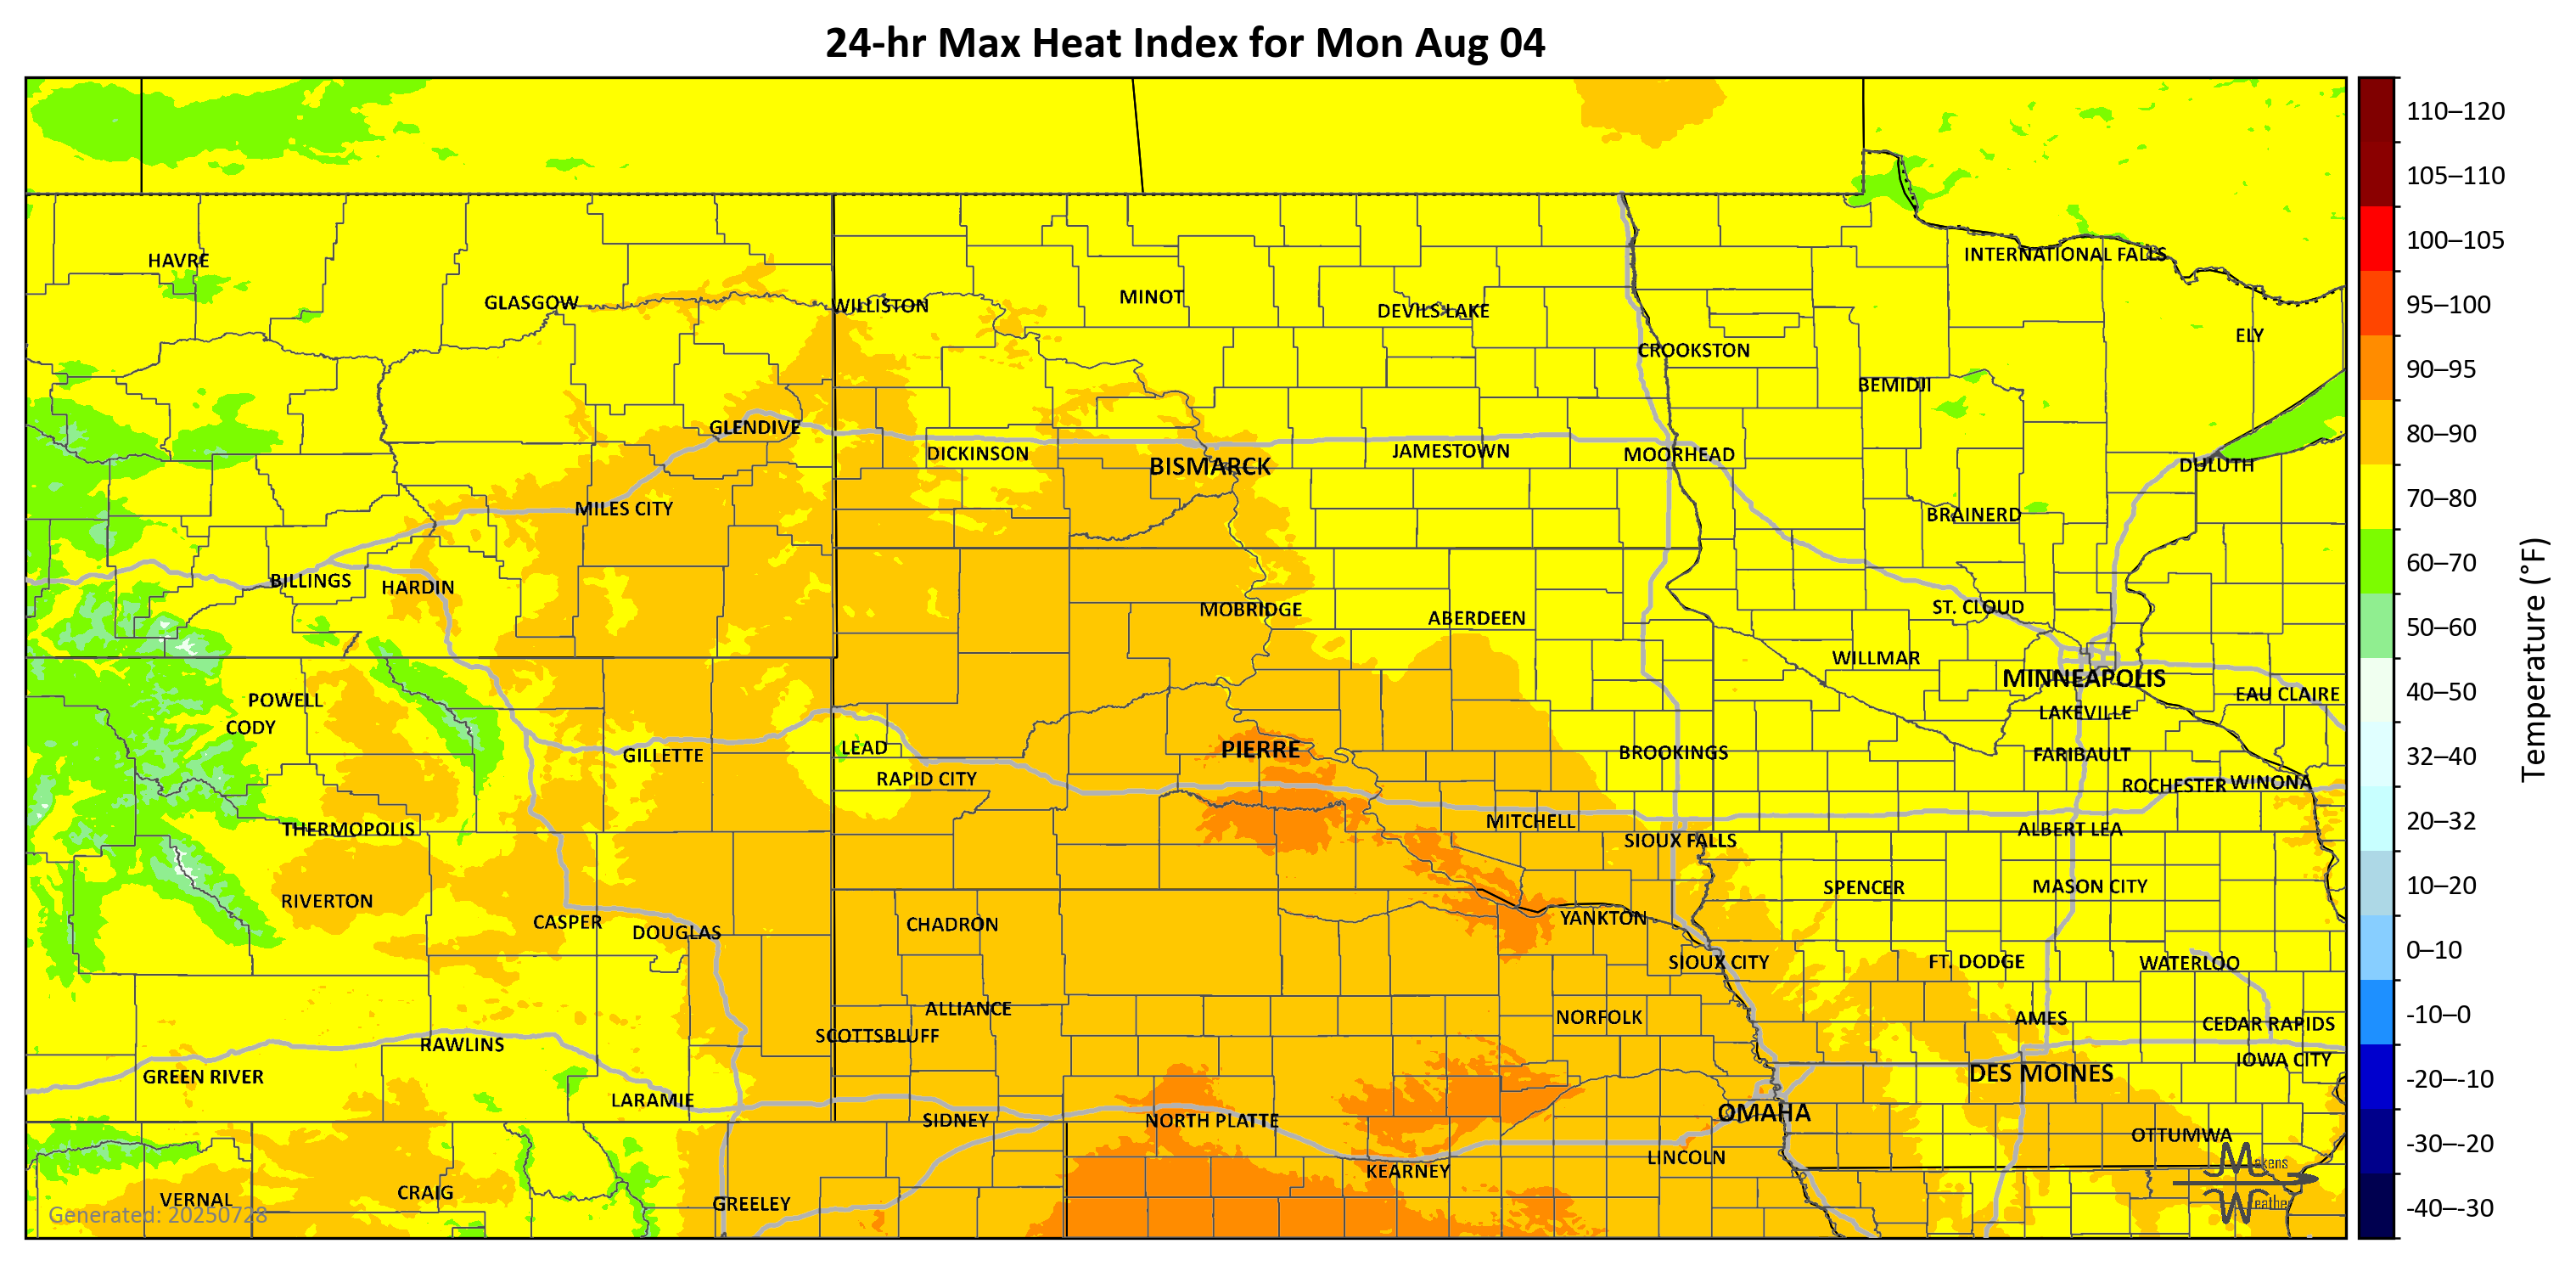 24-hr Max Heat Index for Mon Aug 04
110–120
105–110
100–105
95–100
90–95
80–90
70–80
60–70
50–60
40–50
32–40
20–32
10–20
0–10
-10–0
-20–-10
-30–-20
-40–-30
Temperature (°F)
HAVRE
INTERNATIONAL FALLS
GLASGOW
WILLISTON
MINOT
DEVILS LAKE
ELY
CROOKSTON
BEMIDJI
GLENDIVE
DICKINSON
BISMARCK
JAMESTOWN
MOORHEAD
DULUTH
MILES CITY
BRAINERD
BILLINGS
HARDIN
MOBRIDGE
ABERDEEN
ST. CLOUD
WILLMAR
MINNEAPOLIS
EAU CLAIRE
POWELL
CODY
LAKEVILLE
GILLETTE
LEAD
PIERRE
BROOKINGS
FARIBAULT
RAPID CITY
ROCHESTER
WINONA
THERMOPOLIS
MITCHELL
SIOUX FALLS
ALBERT LEA
RIVERTON
SPENCER
MASON CITY
CASPER
DOUGLAS
CHADRON
YANKTON
SIOUX CITY
FT. DODGE
WATERLOO
ALLIANCE
NORFOLK
AMES
CEDAR RAPIDS
SCOTTSBLUFF
RAWLINS
IOWA CITY
GREEN RIVER
DES MOINES
LARAMIE
SIDNEY
NORTH PLATTE
OMAHA
OTTUMWA
KEARNEY
LINCOLN
VERNAL
CRAIG
GREELEY
Generated: 20250728
Makens
Weather